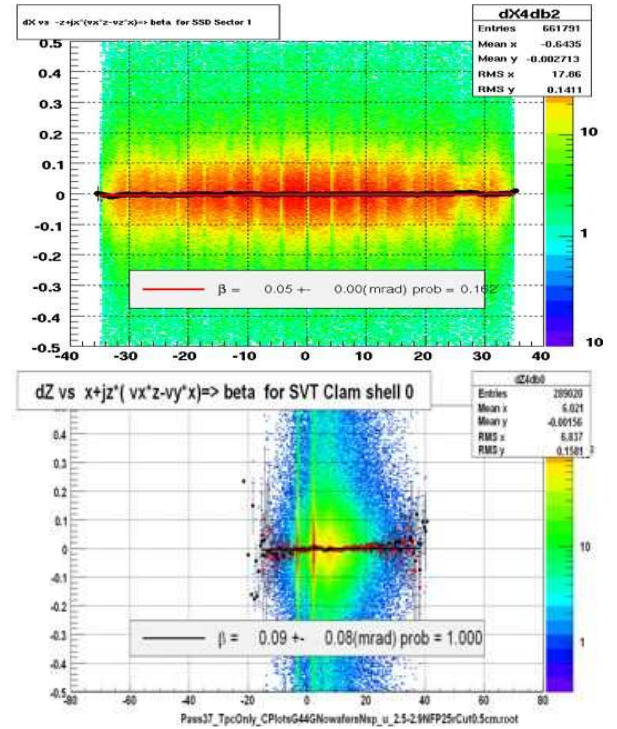 dX vs -z+jx*(vx*z-vz*x)=> beta for SSD Sector 1
dX4db2
Entries 661791
Mean x -0.6435
Mean y -0.002713
RMS x 17.86
RMS y 0.1411
0.5
0.4
0.3
0.2
0.1
0
-0.1
-0.2
-0.3
-0.4
-0.5
10
1
10
β = 0.05 +- 0.00(mrad) prob = 0.162
-40 -30 -20 -10 0 10 20 30 40
dZ vs x+jz*( vx*z-vy*x)=> beta for SVT Clam shell 0
dZ4db0
Entries 289020
Mean x 6.021
Mean y -0.00156
RMS x 6.837
RMS y 0.1581
0.4
0.3
0.2
0.1
0
-0.1
-0.2
-0.3
-0.4
-0.5
10
1
β = 0.09 +- 0.08(mrad) prob = 1.000
-80 -60 -40 -20 0 20 40 60 80
Pass37_TpcOnly_CPlotsG44GNowafersNsp_u_2.5-2.9NFP25rCut0.5cm.root